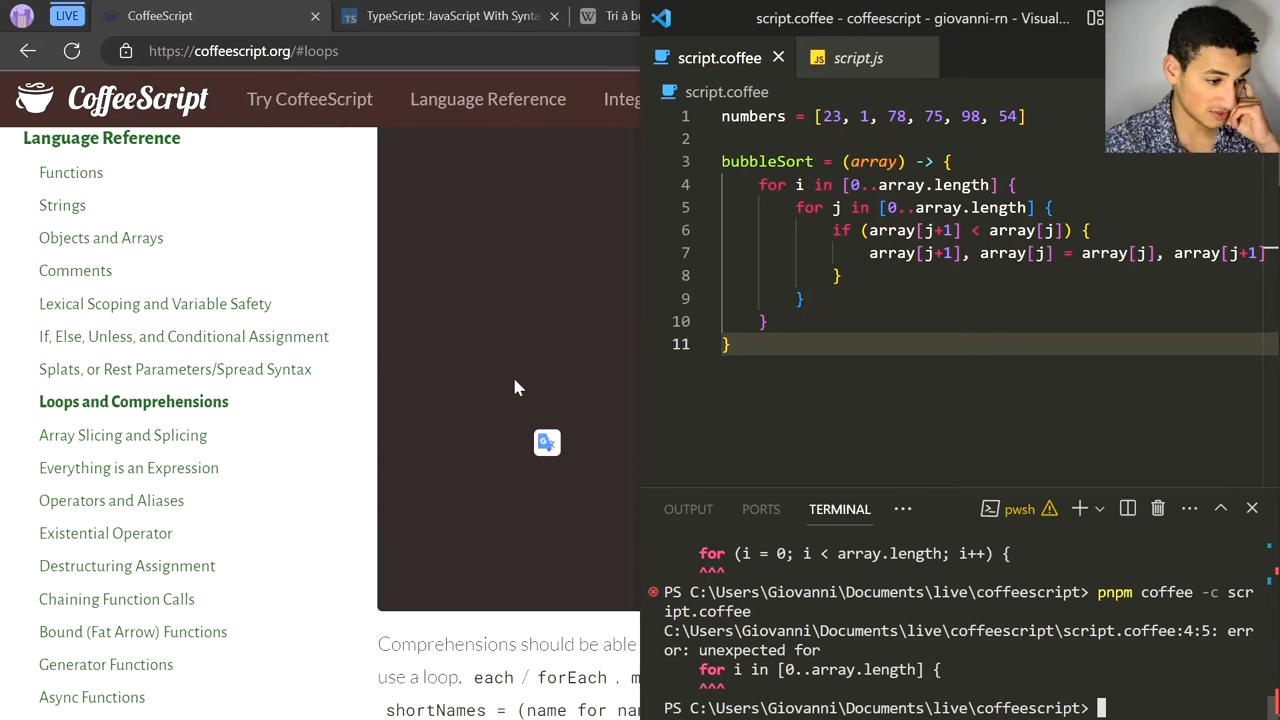 LIVE
CoffeeScript
TypeScript: JavaScript With Synta
Tri à bu
https://coffeescript.org/#loops
CoffeeScript
Try CoffeeScript
Language Reference
Integ
Language Reference
Functions
Strings
Objects and Arrays
Comments
Lexical Scoping and Variable Safety
If, Else, Unless, and Conditional Assignment
Splats, or Rest Parameters/Spread Syntax
Loops and Comprehensions
Array Slicing and Splicing
Everything is an Expression
Operators and Aliases
Existential Operator
Destructuring Assignment
Chaining Function Calls
Bound (Fat Arrow) Functions
Generator Functions
Async Functions
Comprehensions should be able
use a loop, each / forEach , m
shortNames = (name for nam
script.coffee - coffeescript - giovanni-rn - Visual...
script.coffee
JS script.js
script.coffee
1 numbers = [23, 1, 78, 75, 98, 54]
2
3 bubbleSort = (array) -> {
4 for i in [0..array.length] {
5 for j in [0..array.length] {
6 if (array[j+1] < array[j]) {
7 array[j+1], array[j] = array[j], array[j+1]
8 }
9 }
10 }
11 }
OUTPUT
PORTS
TERMINAL
pwsh
for (i = 0; i < array.length; i++) {
^^^
PS C:\Users\Giovanni\Documents\live\coffeescript> pnpm coffee -c scr
ipt.coffee
C:\Users\Giovanni\Documents\live\coffeescript\script.coffee:4:5: err
or: unexpected for
for i in [0..array.length] {
^^^
PS C:\Users\Giovanni\Documents\live\coffeescript>